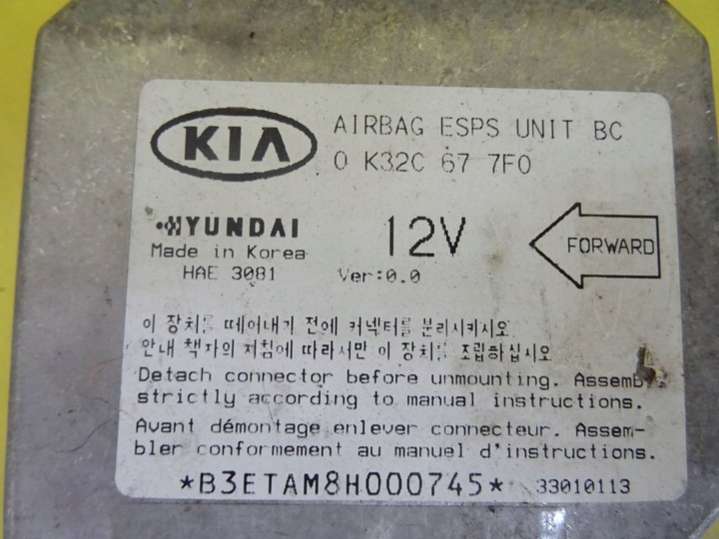 KIA
AIRBAG ESPS UNIT BC
0 K32C 67 7F0
HYUNDAI
Made in Korea
HAE 3081
12V
Ver:0.0
FORWARD
이 장치를 떼어내기 전에 커넥터를 분리시키시오
안내 책자의 지침에 따라서만 이 장치를 조립하십시오
Detach connector before unmounting. Assemble
strictly according to manual instructions.
Avant démontage enlever connecteur. Assem-
bler conformement au manuel d'instructions.
*B3ETAM8H000745* 33010113